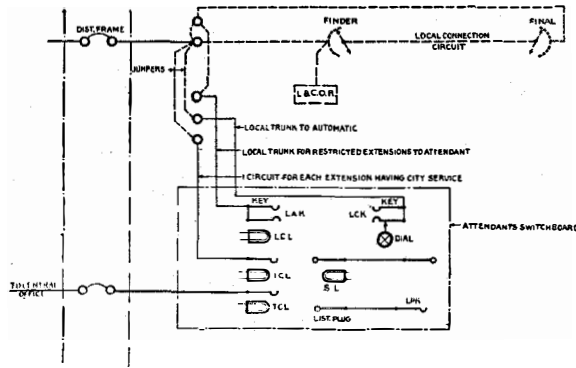 DIST. FRAME
FINDER
FINAL
LOCAL CONNECTION
CIRCUIT
JUMPERS
L.&C.O.R.
LOCAL TRUNK TO AUTOMATIC
LOCAL TRUNK FOR RESTRICTED EXTENSIONS TO ATTENDANT
1 CIRCUIT FOR EACH EXTENSION HAVING CITY SERVICE
KEY
KEY
LAK
LCK
ATTENDANTS SWITCHBOARD
LCL
DIAL
ICL
SL
TO CENTRAL
OFFICE
TCL
LPK
LIST. PLUG